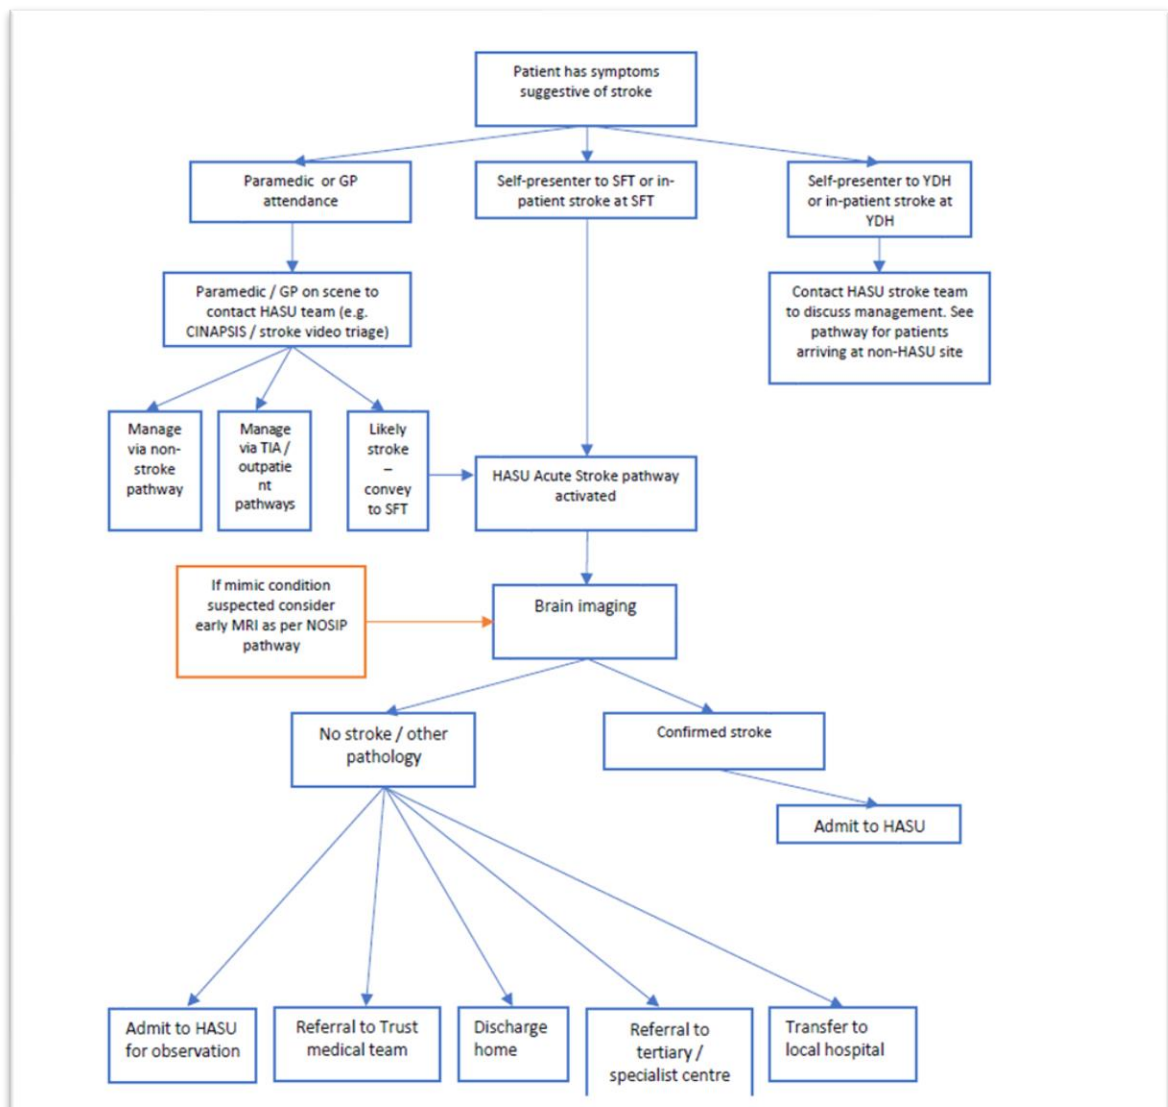 Patient has symptoms
suggestive of stroke
Paramedic or GP
attendance
Self-presenter to SFT or in-
patient stroke at SFT
Self-presenter to YDH
or in-patient stroke at
YDH
Paramedic / GP on scene to
contact HASU team (e.g.
CINAPSIS / stroke video triage)
Contact HASU stroke team
to discuss management. See
pathway for patients
arriving at non-HASU site
Manage
via non-
stroke
pathway
Manage
via TIA /
outpatie
nt
pathways
Likely
stroke
–
convey
to SFT
HASU Acute Stroke pathway
activated
If mimic condition
suspected consider
early MRI as per NOSIP
pathway
Brain imaging
No stroke / other
pathology
Confirmed stroke
Admit to HASU
Admit to HASU
for observation
Referral to Trust
medical team
Discharge
home
Referral to
tertiary /
specialist centre
Transfer to
local hospital